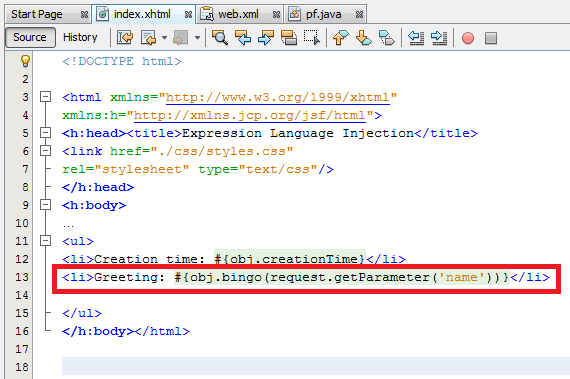 Start Page index.xhtml web.xml pf.java
Source History
<!DOCTYPE html>
2
3 <html xmlns="http://www.w3.org/1999/xhtml"
4 xmlns:h="http://xmlns.jcp.org/jsf/html">
5 <h:head><title>Expression Language Injection</title>
6 <link href="./css/styles.css"
7 rel="stylesheet" type="text/css"/>
8 </h:head>
9 <h:body>
10 ...
11 <ul>
12 <li>Creation time: #{obj.creationTime}</li>
13 <li>Greeting: #{obj.bingo(request.getParameter('name'))}</li>
14
15 </ul>
16 </h:body></html>
17
18